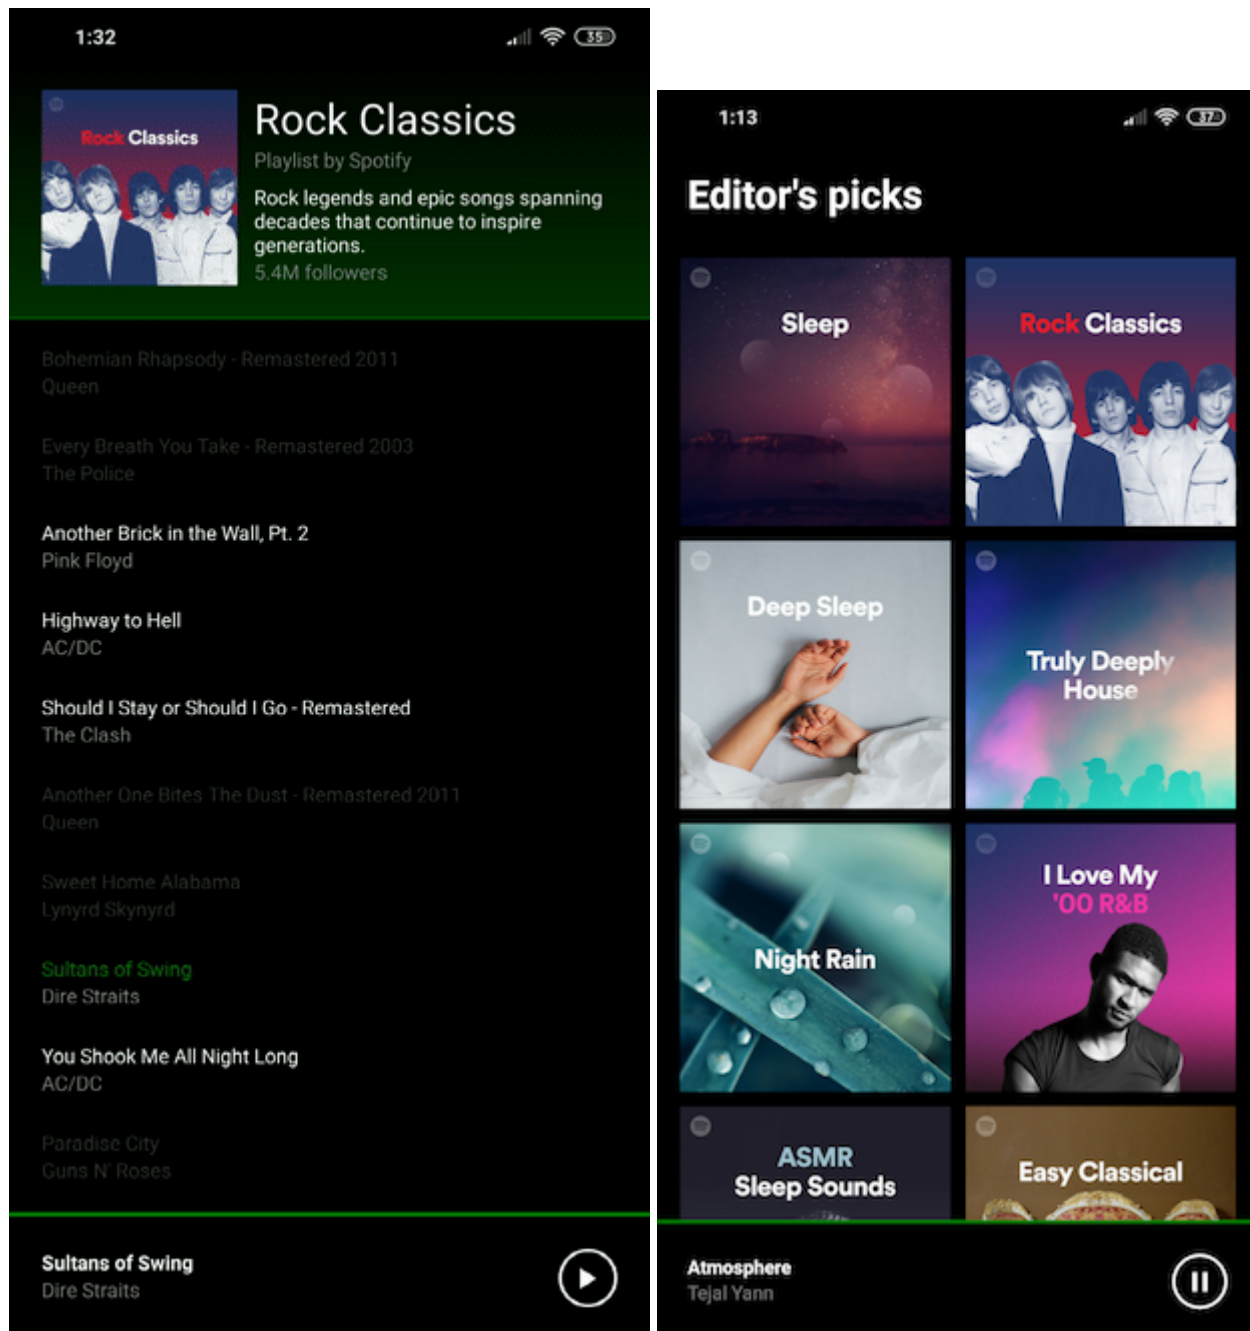 1:32
35
Rock Classics
Rock Classics
Playlist by Spotify
Rock legends and epic songs spanning
decades that continue to inspire
generations.
5.4M followers
Bohemian Rhapsody - Remastered 2011
Queen
Every Breath You Take - Remastered 2003
The Police
Another Brick in the Wall, Pt. 2
Pink Floyd
Highway to Hell
AC/DC
Should I Stay or Should I Go - Remastered
The Clash
Another One Bites The Dust - Remastered 2011
Queen
Sweet Home Alabama
Lynyrd Skynyrd
Sultans of Swing
Dire Straits
You Shook Me All Night Long
AC/DC
Paradise City
Guns N' Roses
Sultans of Swing
Dire Straits
1:13
37
Editor's picks
Sleep
Rock Classics
Deep Sleep
Truly Deeply
House
Night Rain
I Love My
'00 R&B
ASMR
Sleep Sounds
Easy Classical
Atmosphere
Tejal Yann